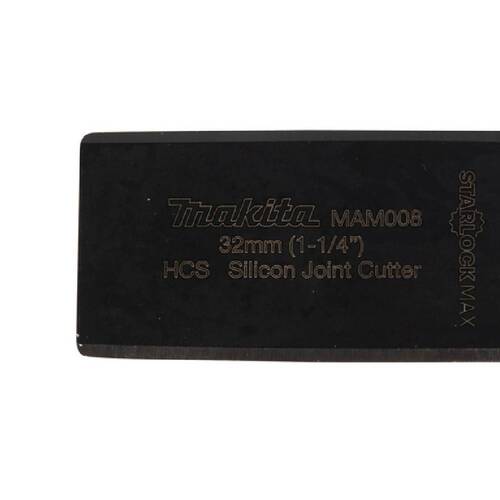 makita MAM008
32mm (1-1/4")
HCS Silicon Joint Cutter
STARLOCK MAX